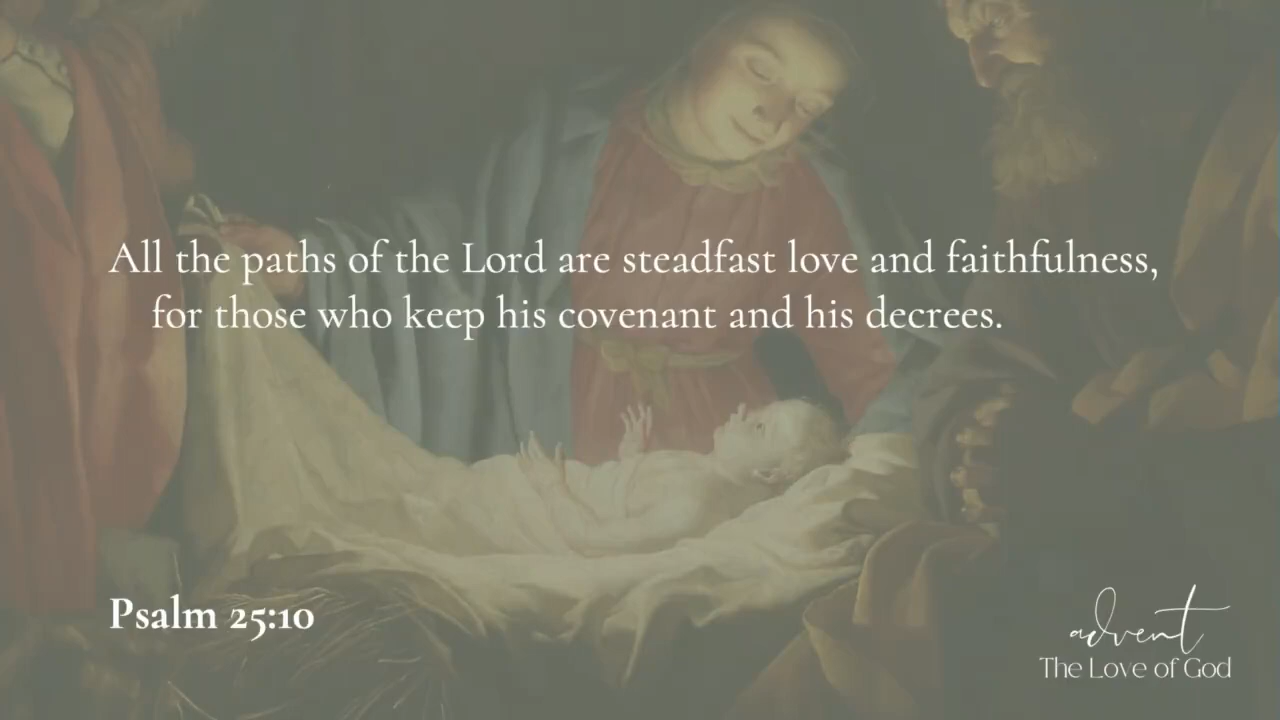 All the paths of the Lord are steadfast love and faithfulness,
for those who keep his covenant and his decrees.
Psalm 25:10
advent
The Love of God